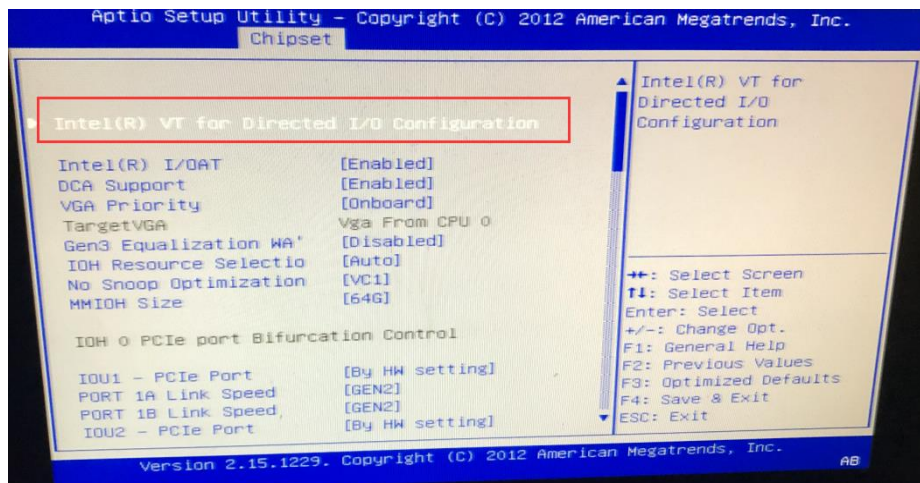 Aptio Setup Utility – Copyright (C) 2012 American Megatrends, Inc.
Chipset
Intel(R) VT for Directed I/O Configuration
Intel(R) I/OAT [Enabled]
DCA Support [Enabled]
VGA Priority [Onboard]
TargetVGA Vga From CPU 0
Gen3 Equalization WA' [Disabled]
IOH Resource Selectio [Auto]
No Snoop Optimization [VC1]
MMIOH Size [64G]
IOH 0 PCIe port Bifurcation Control
IOU1 – PCIe Port [By HW setting]
PORT 1A Link Speed [GEN2]
PORT 1B Link Speed [GEN2]
IOU2 – PCIe Port [By HW setting]
Intel(R) VT for
Directed I/O
Configuration
→←: Select Screen
↑↓: Select Item
Enter: Select
+/-: Change Opt.
F1: General Help
F2: Previous Values
F3: Optimized Defaults
F4: Save & Exit
ESC: Exit
Version 2.15.1229. Copyright (C) 2012 American Megatrends, Inc.
AB